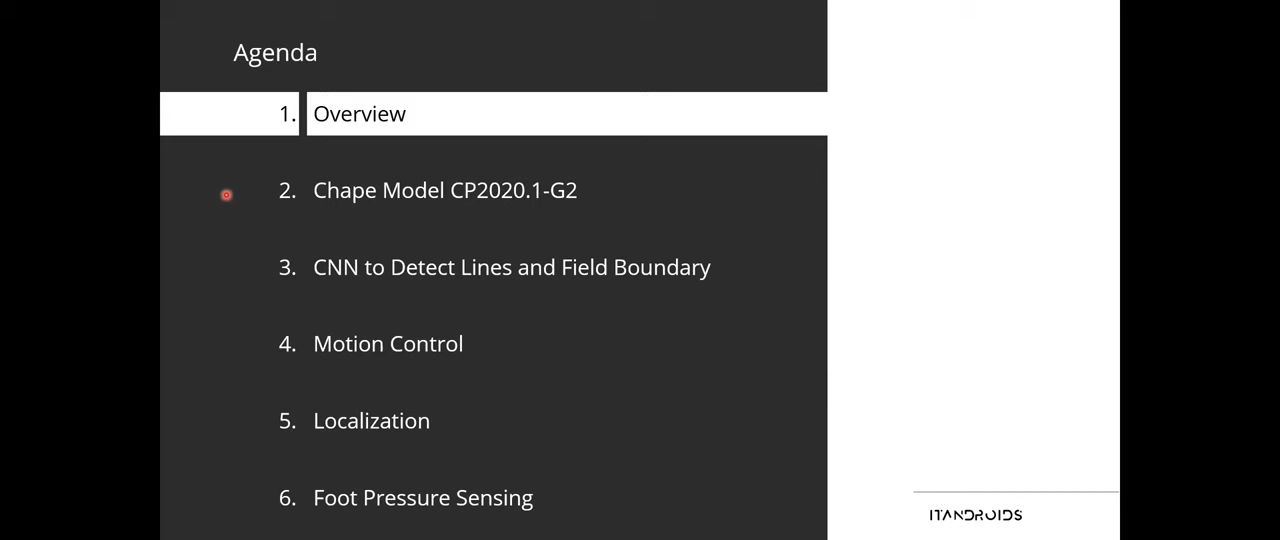 Agenda
1. Overview
2. Chape Model CP2020.1-G2
3. CNN to Detect Lines and Field Boundary
4. Motion Control
5. Localization
6. Foot Pressure Sensing
ITANDROIDS